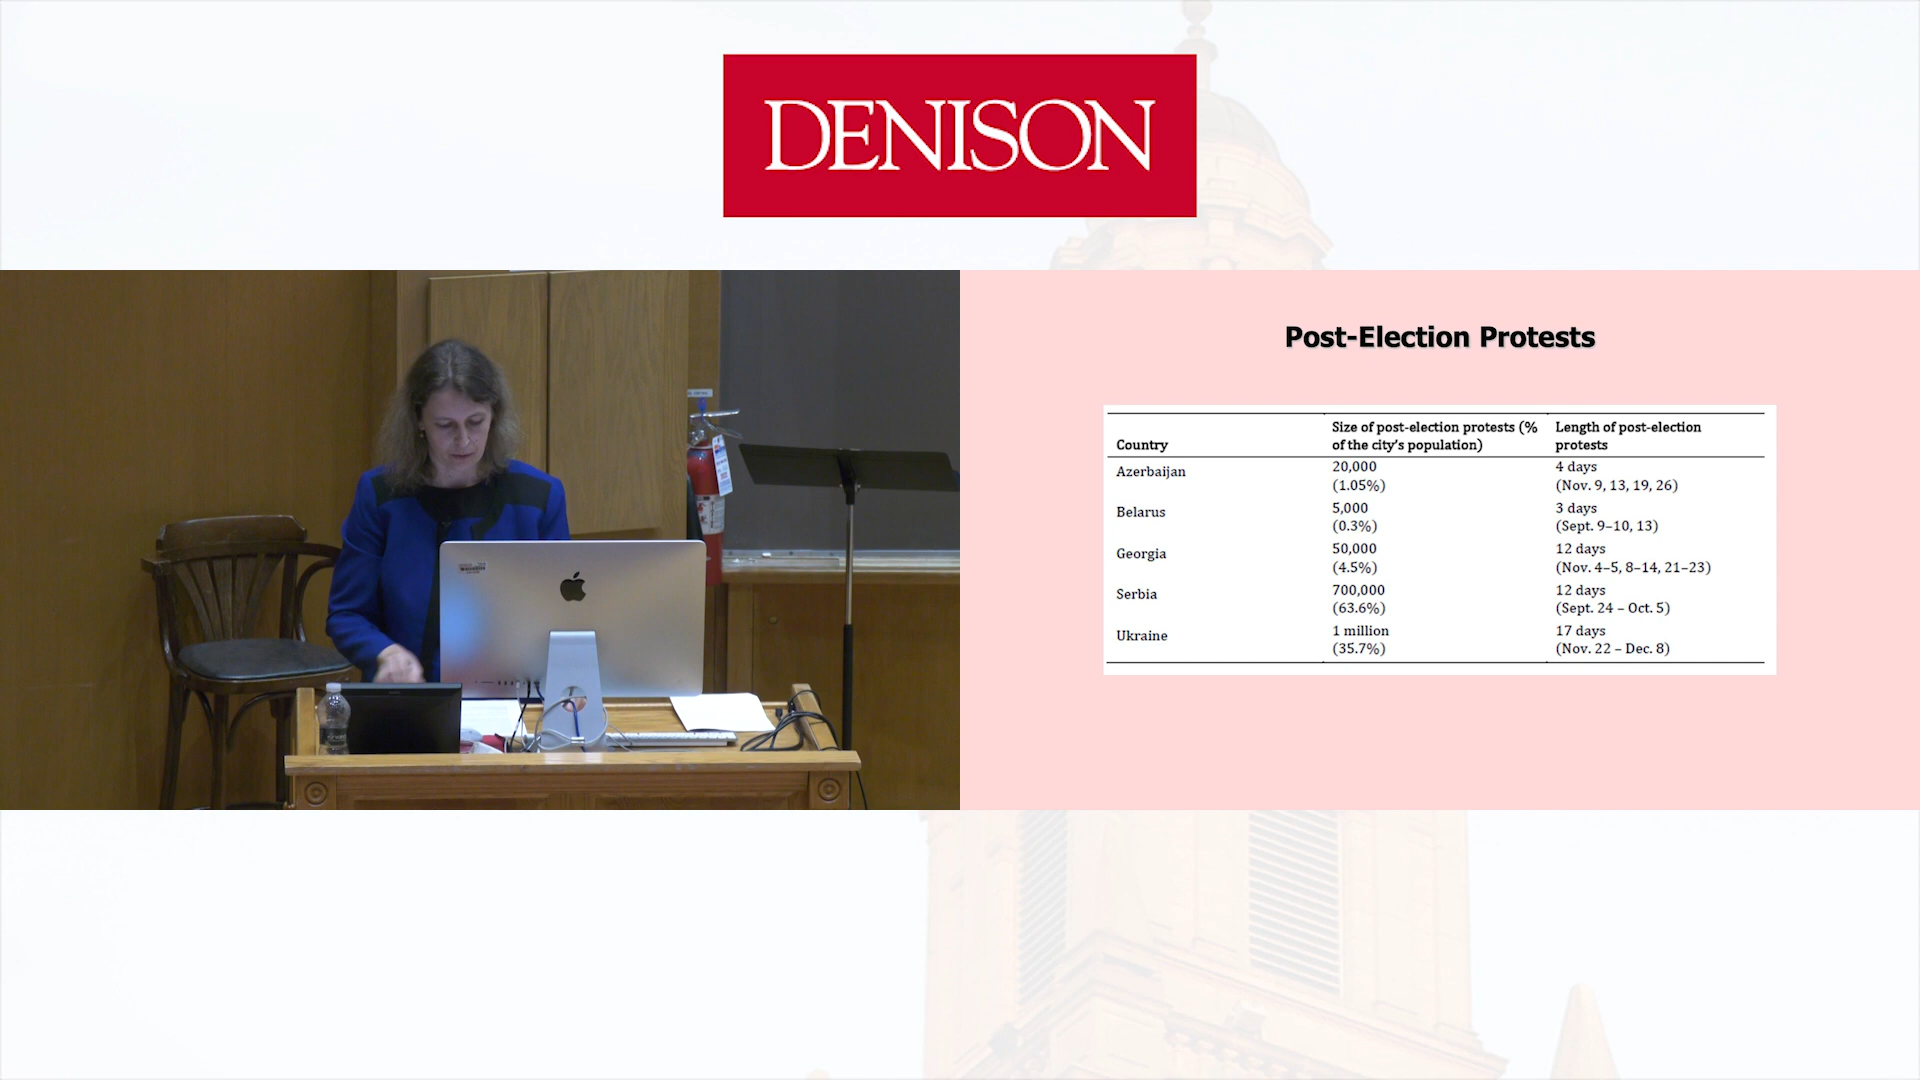 DENISON
Post-Election Protests
Country
Size of post-election protests (%
of the city's population)
Length of post-election
protests
Azerbaijan
20,000
(1.05%)
4 days
(Nov. 9, 13, 19, 26)
Belarus
5,000
(0.3%)
3 days
(Sept. 9–10, 13)
Georgia
50,000
(4.5%)
12 days
(Nov. 4–5, 8–14, 21–23)
Serbia
700,000
(63.6%)
12 days
(Sept. 24 – Oct. 5)
Ukraine
1 million
(35.7%)
17 days
(Nov. 22 – Dec. 8)